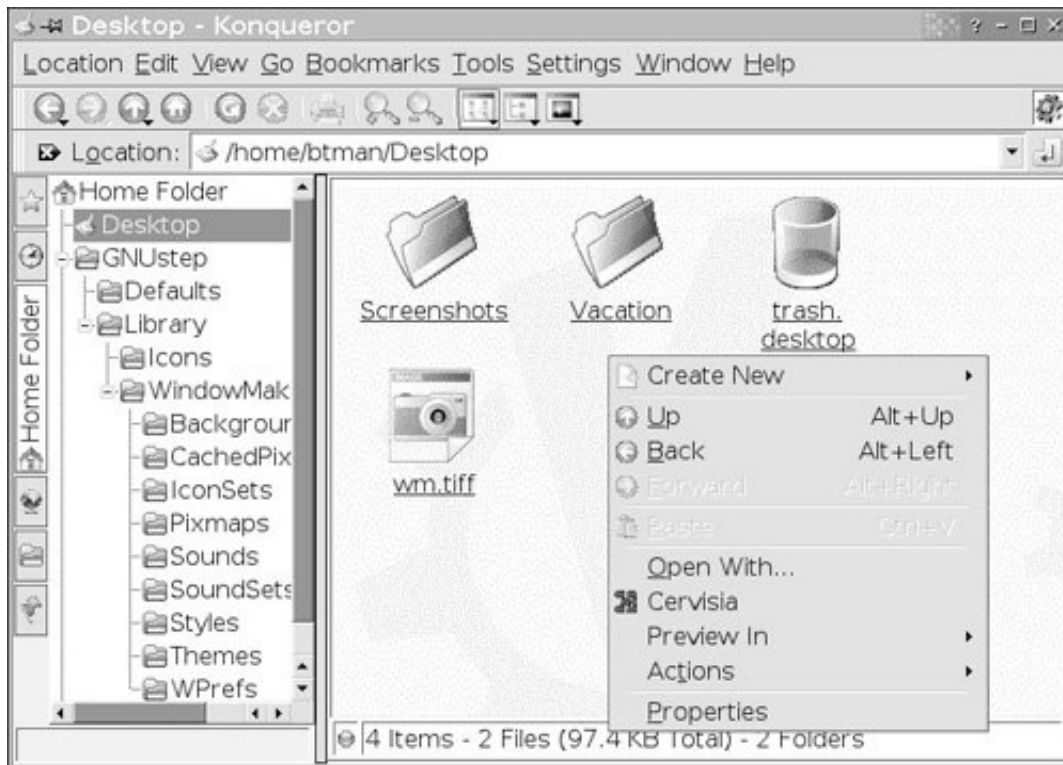 Desktop - Konqueror
Location Edit View Go Bookmarks Tools Settings Window Help
Location: /home/btman/Desktop
Home Folder
Home Folder
Desktop
GNUstep
Defaults
Library
Icons
WindowMak
Backgrour
CachedPix
IconSets
Pixmaps
Sounds
SoundSets
Styles
Themes
WPrefs
Screenshots
Vacation
trash.
desktop
wm.tiff
Create New
Up Alt+Up
Back Alt+Left
Forward Alt+Right
Paste Ctrl+V
Open With...
Cervisia
Preview In
Actions
Properties
4 Items - 2 Files (97.4 KB Total) - 2 Folders